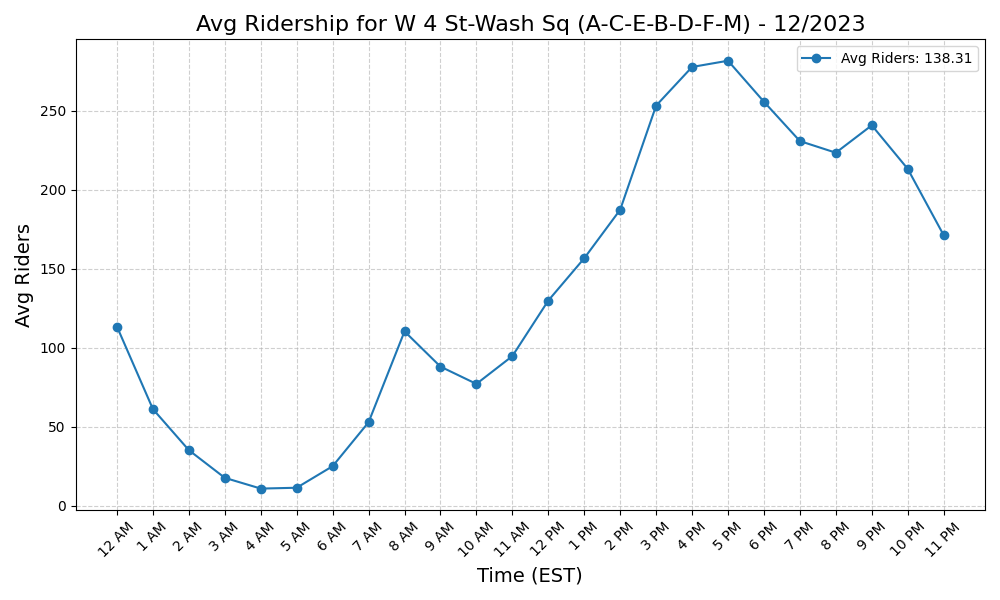 Avg Ridership for W 4 St-Wash Sq (A-C-E-B-D-F-M) - 12/2023
Avg Riders: 138.31
Avg Riders
250
200
150
100
50
0
12 AM
1 AM
2 AM
3 AM
4 AM
5 AM
6 AM
7 AM
8 AM
9 AM
10 AM
11 AM
12 PM
1 PM
2 PM
3 PM
4 PM
5 PM
6 PM
7 PM
8 PM
9 PM
10 PM
11 PM
Time (EST)